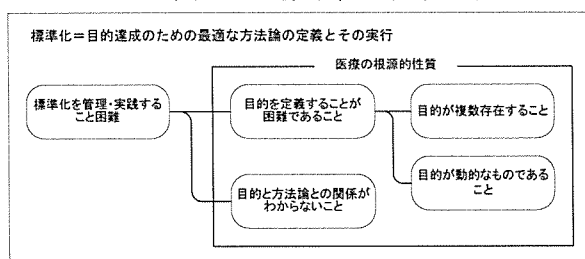 標準化＝目的達成のための最適な方法論の定義とその実行
医療の根源的性質
標準化を管理・実践する
こと困難
目的を定義することが
困難であること
目的が複数存在すること
目的が動的なものである
こと
目的と方法論との関係が
わからないこと